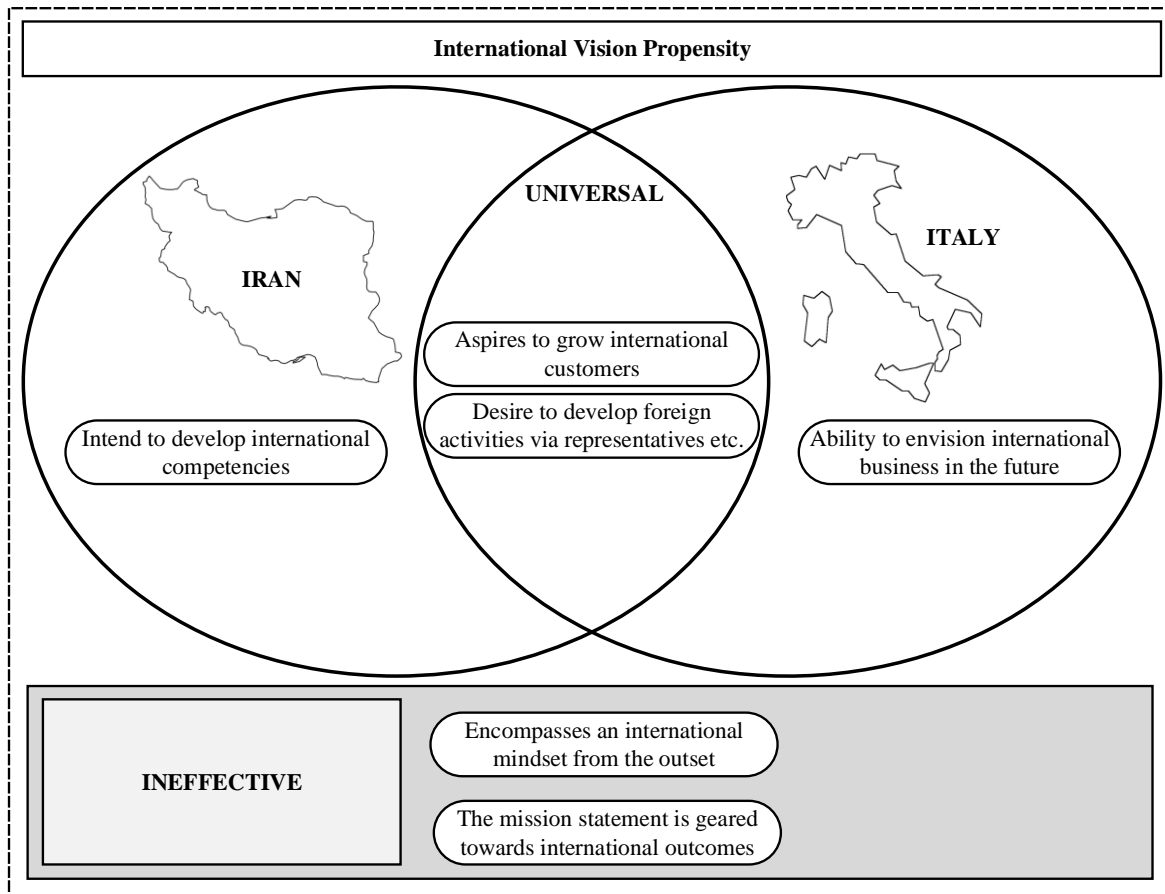 International Vision Propensity
UNIVERSAL
IRAN
ITALY
Aspires to grow international
customers
Desire to develop foreign
activities via representatives etc.
Intend to develop international
competencies
Ability to envision international
business in the future
INEFFECTIVE
Encompasses an international
mindset from the outset
The mission statement is geared
towards international outcomes